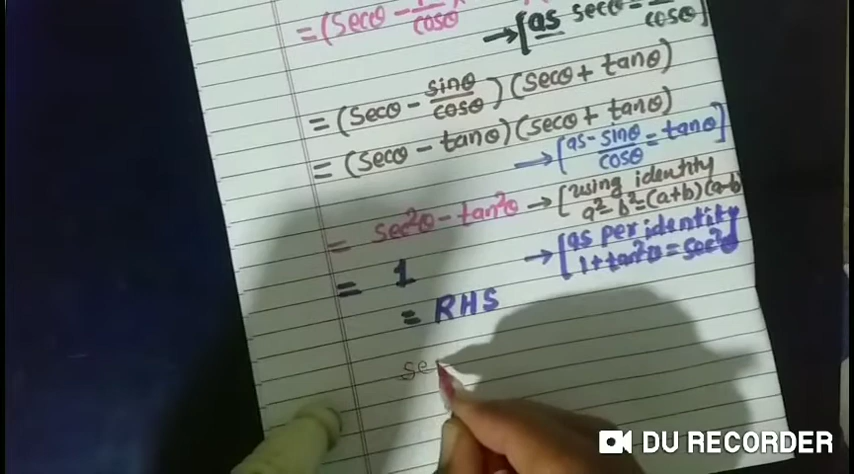 = (secθ - 1/cosθ
→ [as secθ = /cosθ]
= (secθ - sinθ/cosθ) (secθ + tanθ)
= (secθ - tanθ) (secθ + tanθ)
→ [as - sinθ/cosθ = tanθ]
= sec²θ - tan²θ → [using identity
a² - b² = (a+b) (a-b
= 1 → [as per identity
1 + tan²θ = sec²θ
= RHS
se
DU RECORDER